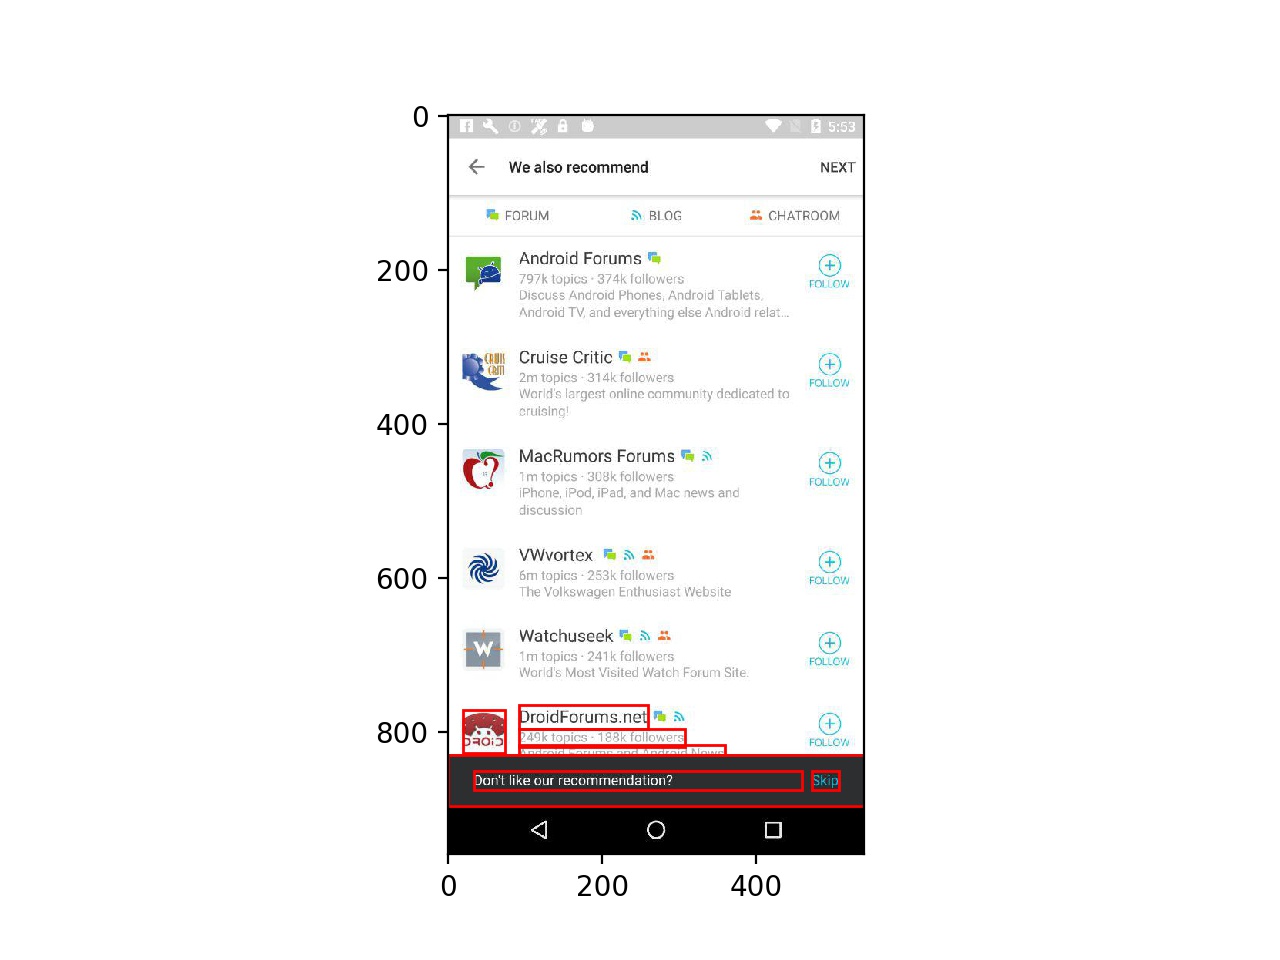 0
5:53
We also recommend
NEXT
FORUM
BLOG
CHATROOM
200
Android Forums
797k topics · 374k followers
FOLLOW
Discuss Android Phones, Android Tablets,
Android TV, and everything else Android relat...
CRUIS
CRITI
Cruise Critic
2m topics · 314k followers
FOLLOW
World's largest online community dedicated to
cruising!
400
MacRumors Forums
1m topics · 308k followers
FOLLOW
iPhone, iPod, iPad, and Mac news and
discussion
600
VWvortex
6m topics · 253k followers
FOLLOW
The Volkswagen Enthusiast Website
W
Watchuseek
1m topics · 241k followers
FOLLOW
World's Most Visited Watch Forum Site.
800
DROID
DroidForums.net
249k topics · 188k followers
FOLLOW
Android Forums and Android News
Don't like our recommendation?
Skip
0
200
400